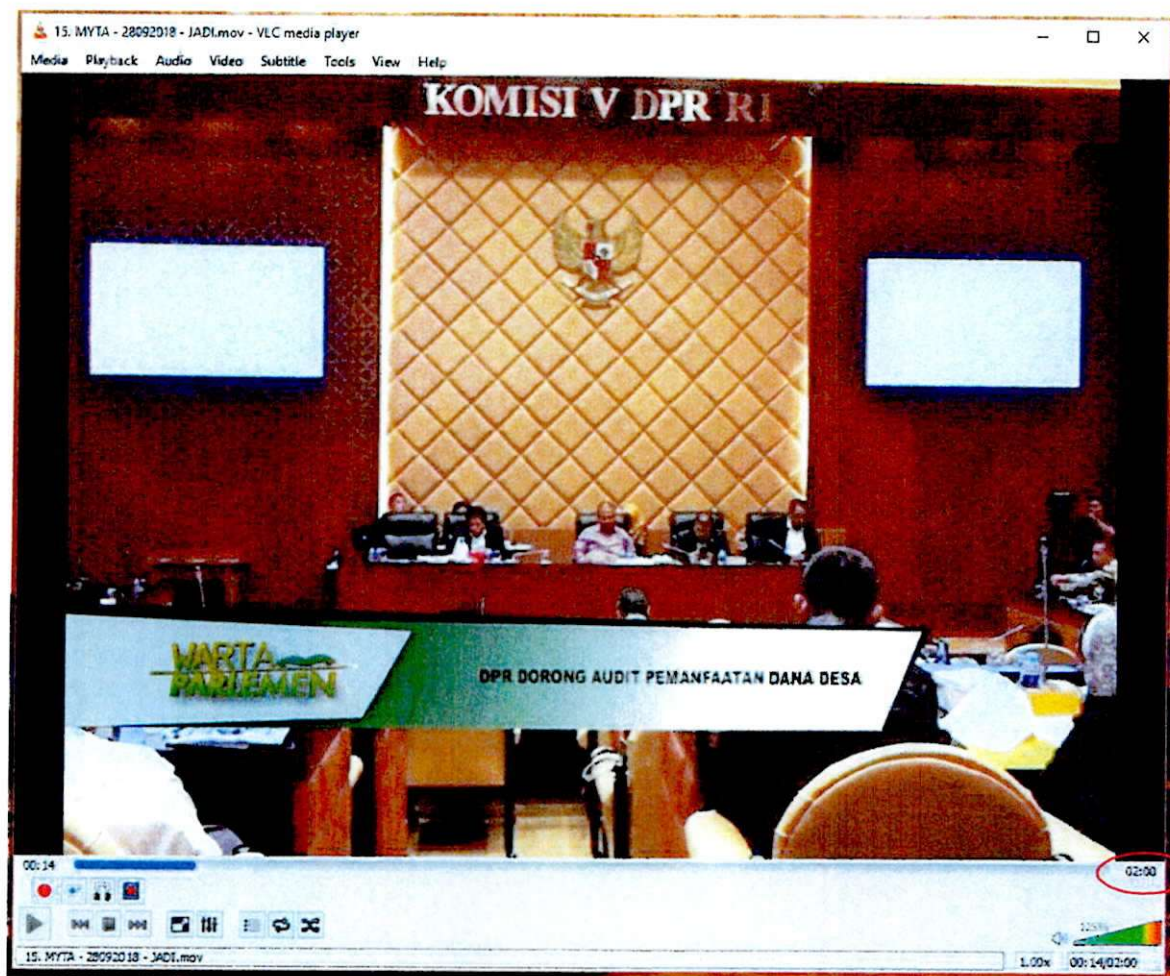 15. MYTA - 28092018 - JADI.mov - VLC media player
Media Playback Audio Video Subtitle Tools View Help
KOMISI V DPR RI
WARTA
PARLEMEN
DPR DORONG AUDIT PEMANFAATAN DANA DESA
00:14
02:00
125%
15. MYTA - 28092018 - JADI.mov
1.00x 00:14/02:00